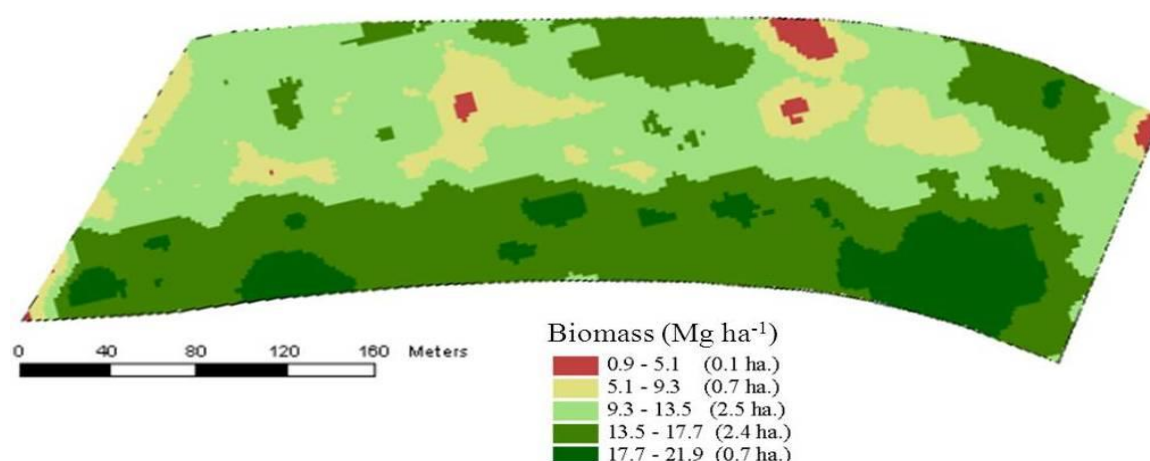 0 40 80 120 160 Meters
Biomass (Mg ha⁻¹)
0.9 - 5.1 (0.1 ha.)
5.1 - 9.3 (0.7 ha.)
9.3 - 13.5 (2.5 ha.)
13.5 - 17.7 (2.4 ha.)
17.7 - 21.9 (0.7 ha.)